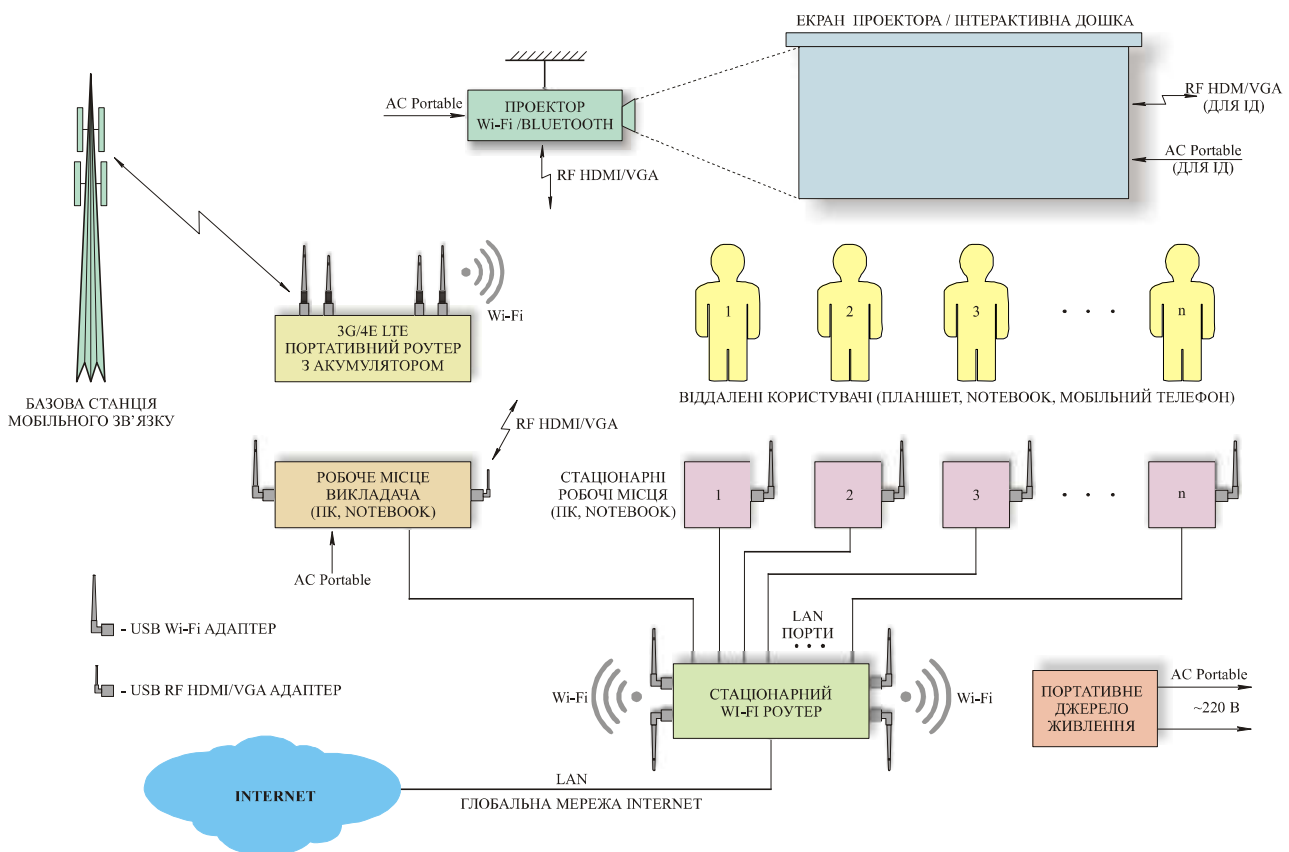 ЕКРАН ПРОЕКТОРА / ІНТЕРАКТИВНА ДОШКА
AC Portable
ПРОЕКТОР
Wi-Fi /BLUETOOTH
RF HDMI/VGA
RF HDM/VGA
(ДЛЯ ІД)
AC Portable
(ДЛЯ ІД)
Wi-Fi
3G/4E LTE
ПОРТАТИВНИЙ РОУТЕР
З АКУМУЛЯТОРОМ
БАЗОВА СТАНЦІЯ
МОБІЛЬНОГО ЗВ’ЯЗКУ
1
2
3
. . .
n
ВІДДАЛЕНІ КОРИСТУВАЧІ (ПЛАНШЕТ, NOTEBOOK, МОБІЛЬНИЙ ТЕЛЕФОН)
RF HDMI/VGA
РОБОЧЕ МІСЦЕ
ВИКЛАДАЧА
(ПК, NOTEBOOK)
AC Portable
СТАЦІОНАРНІ
РОБОЧІ МІСЦЯ
(ПК, NOTEBOOK)
1
2
3
. . .
n
- USB Wi-Fi АДАПТЕР
- USB RF HDMI/VGA АДАПТЕР
LAN
ПОРТИ
. . .
Wi-Fi
СТАЦІОНАРНИЙ
WI-FI РОУТЕР
Wi-Fi
ПОРТАТИВНЕ
ДЖЕРЕЛО
ЖИВЛЕННЯ
AC Portable
~220 В
INTERNET
LAN
ГЛОБАЛЬНА МЕРЕЖА INTERNET